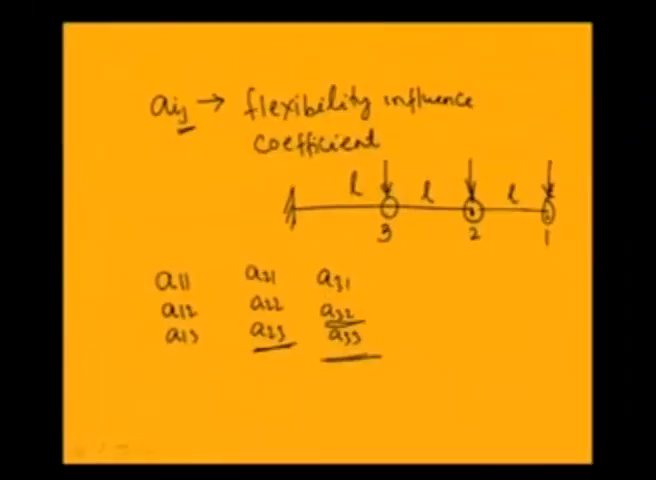 aij → flexibility influence
coefficient
l l l
3 2 1
a11 a21 a31
a12 a22 a32
a13 a23 a33